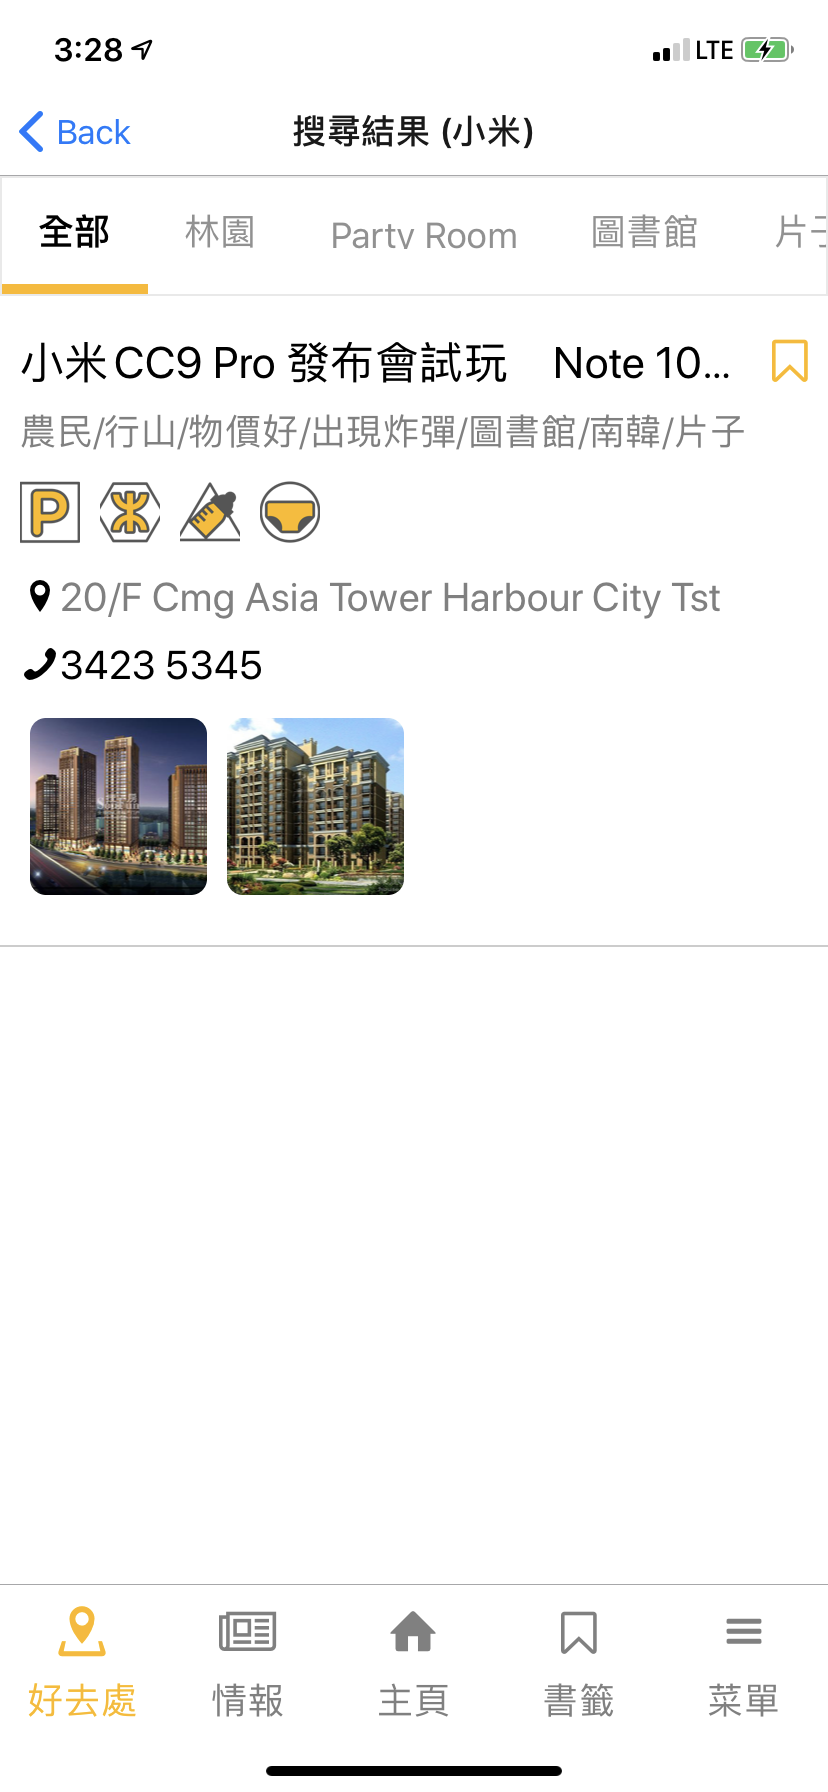 3:28
LTE
Back
搜尋結果 (小米)
全部
林園
Party Room
圖書館
小米CC9 Pro 發布會試玩　Note 10...
農民/行山/物價好/出現炸彈/圖書館/南韓/片子
P
20/F Cmg Asia Tower Harbour City Tst
3423 5345
好去處
情報
主頁
書籤
菜單